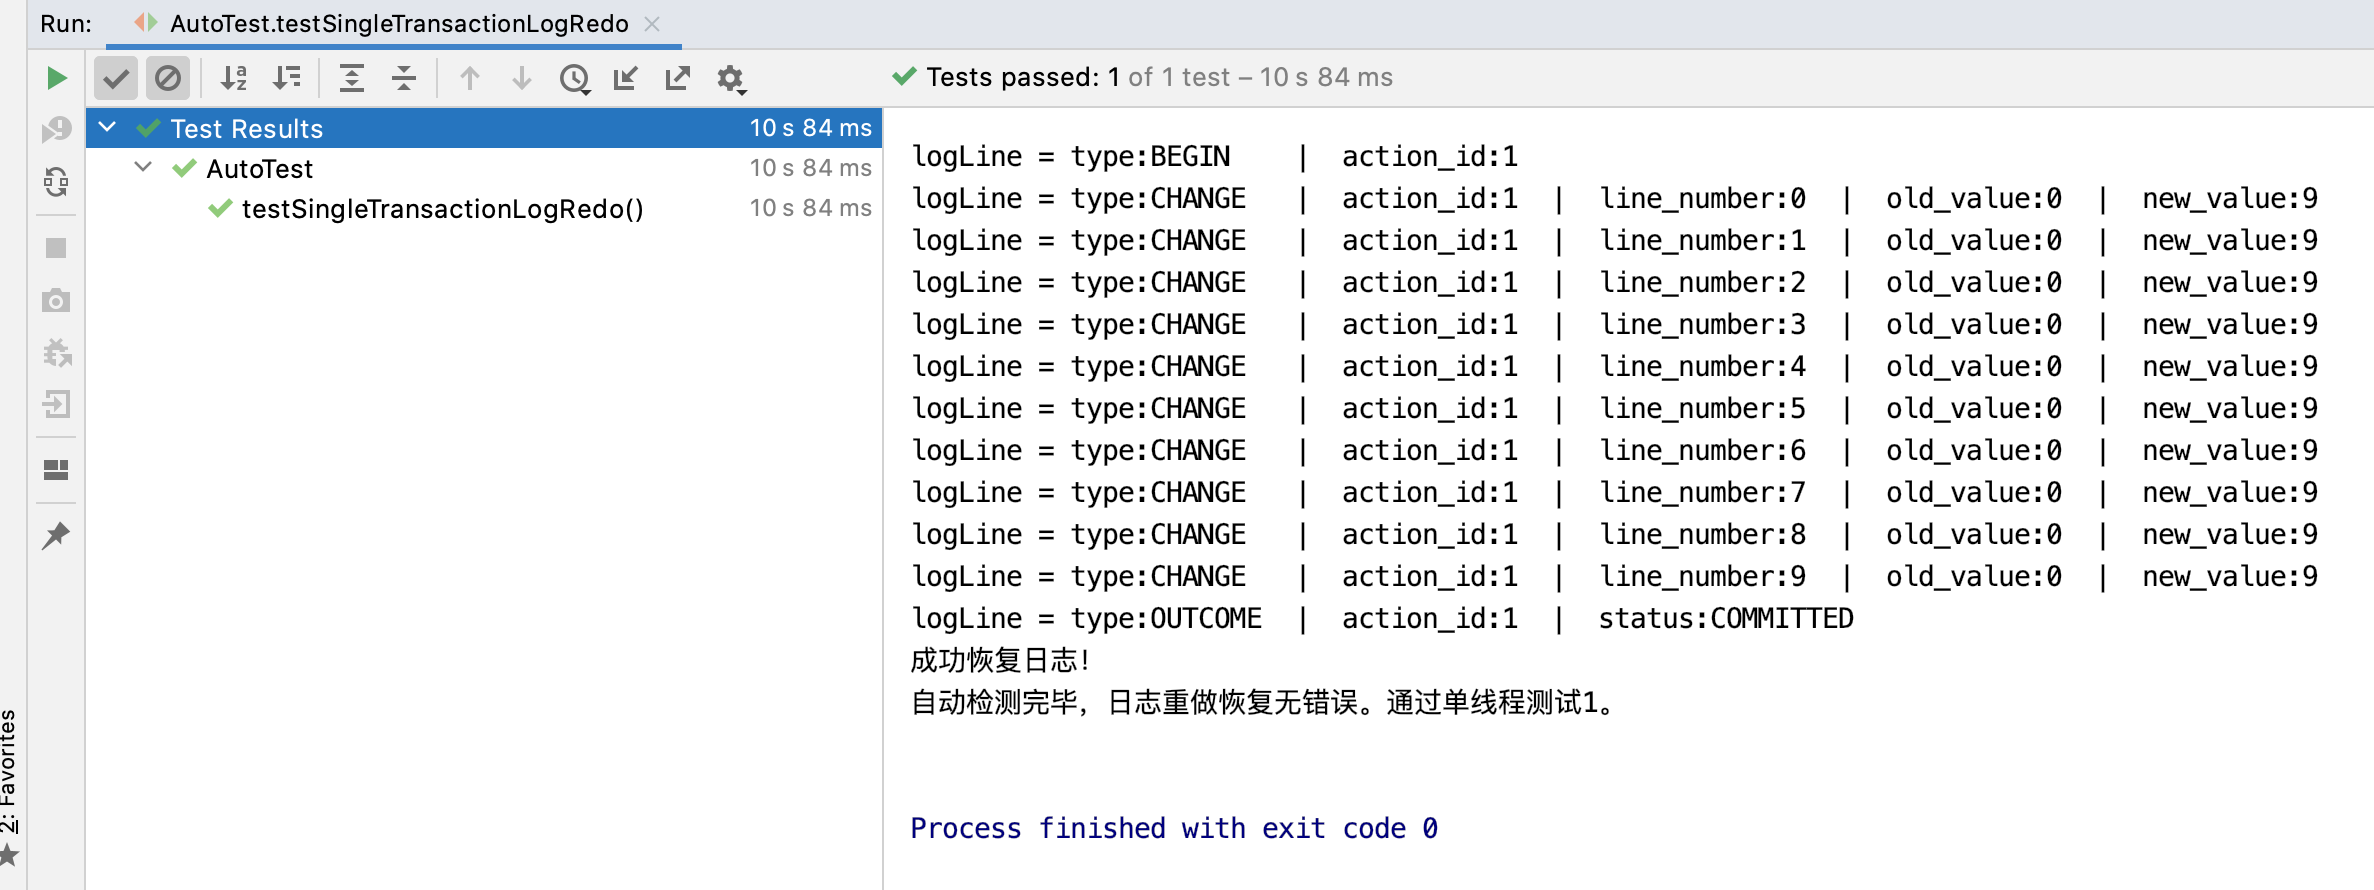 Run: AutoTest.testSingleTransactionLogRedo
Tests passed: 1 of 1 test – 10 s 84 ms
Test Results 10 s 84 ms
AutoTest 10 s 84 ms
testSingleTransactionLogRedo() 10 s 84 ms
logLine = type:BEGIN | action_id:1
logLine = type:CHANGE | action_id:1 | line_number:0 | old_value:0 | new_value:9
logLine = type:CHANGE | action_id:1 | line_number:1 | old_value:0 | new_value:9
logLine = type:CHANGE | action_id:1 | line_number:2 | old_value:0 | new_value:9
logLine = type:CHANGE | action_id:1 | line_number:3 | old_value:0 | new_value:9
logLine = type:CHANGE | action_id:1 | line_number:4 | old_value:0 | new_value:9
logLine = type:CHANGE | action_id:1 | line_number:5 | old_value:0 | new_value:9
logLine = type:CHANGE | action_id:1 | line_number:6 | old_value:0 | new_value:9
logLine = type:CHANGE | action_id:1 | line_number:7 | old_value:0 | new_value:9
logLine = type:CHANGE | action_id:1 | line_number:8 | old_value:0 | new_value:9
logLine = type:CHANGE | action_id:1 | line_number:9 | old_value:0 | new_value:9
logLine = type:OUTCOME | action_id:1 | status:COMMITTED
成功恢复日志！
自动检测完毕，日志重做恢复无错误。通过单线程测试1。
Process finished with exit code 0
2: Favorites